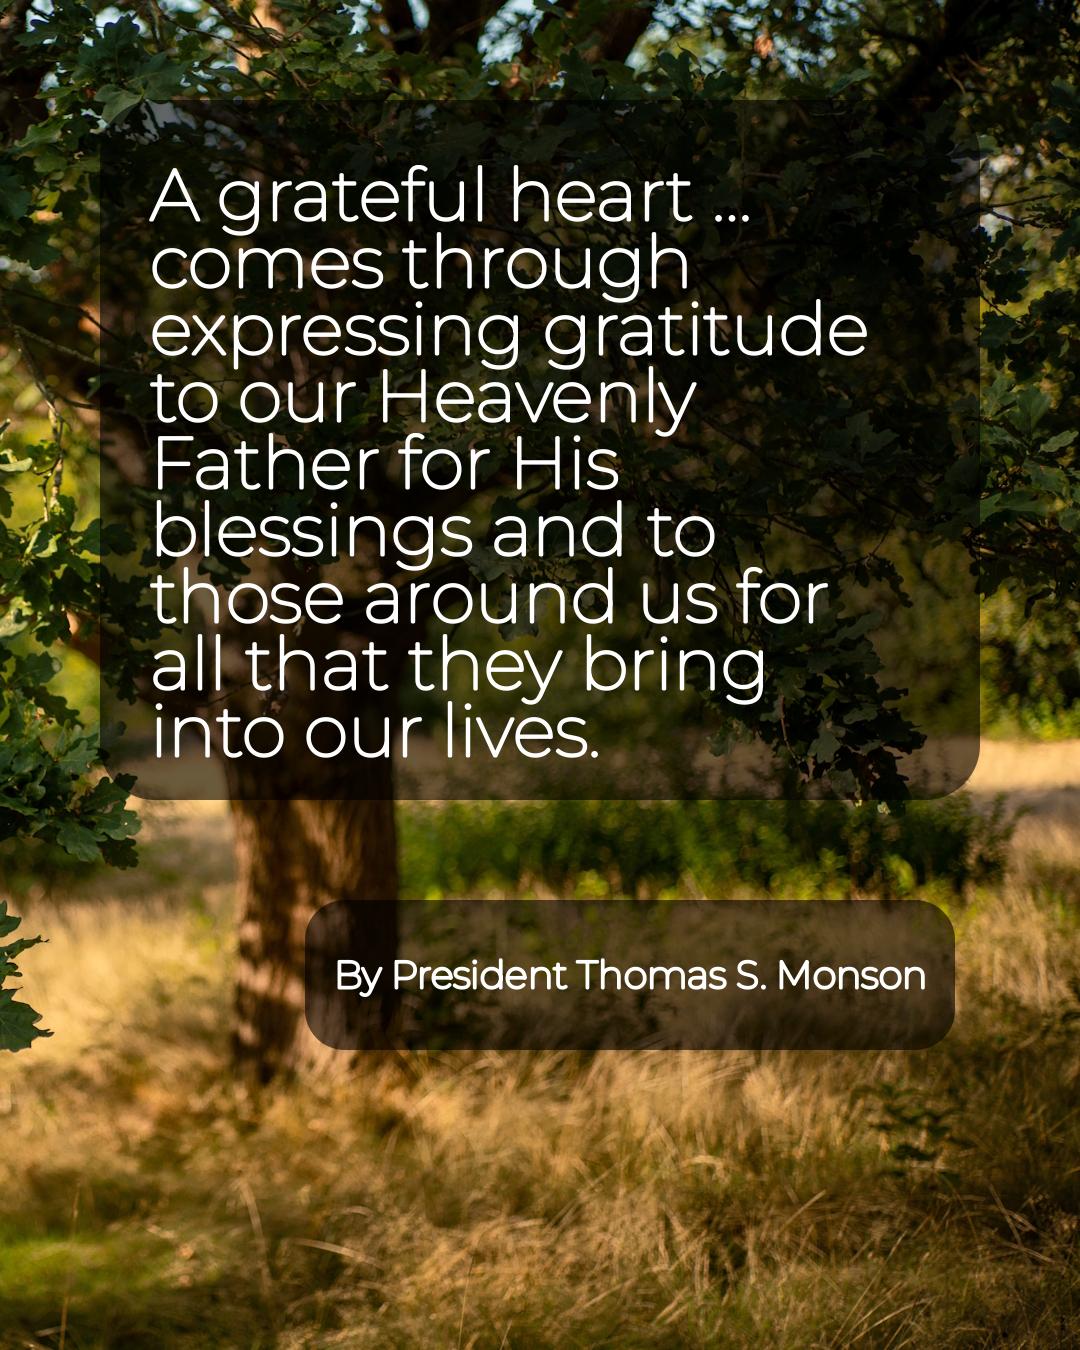 A grateful heart ...
comes through
expressing gratitude
to our Heavenly
Father for His
blessings and to
those around us for
all that they bring
into our lives.
By President Thomas S. Monson